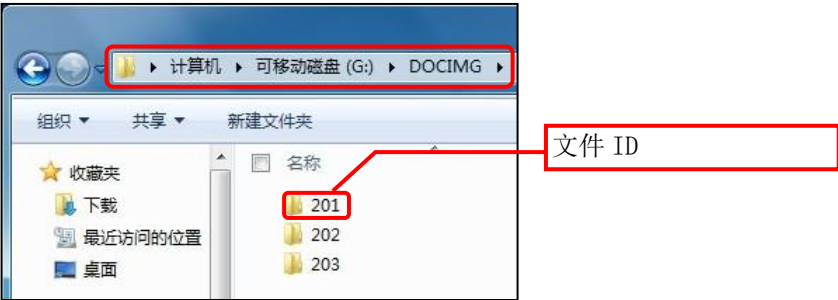 计算机 ▸ 可移动磁盘 (G:) ▸ DOCIMG ▸
组织 ▼ 共享 ▼ 新建文件夹
收藏夹
下载
最近访问的位置
桌面
名称
201
202
203
文件 ID